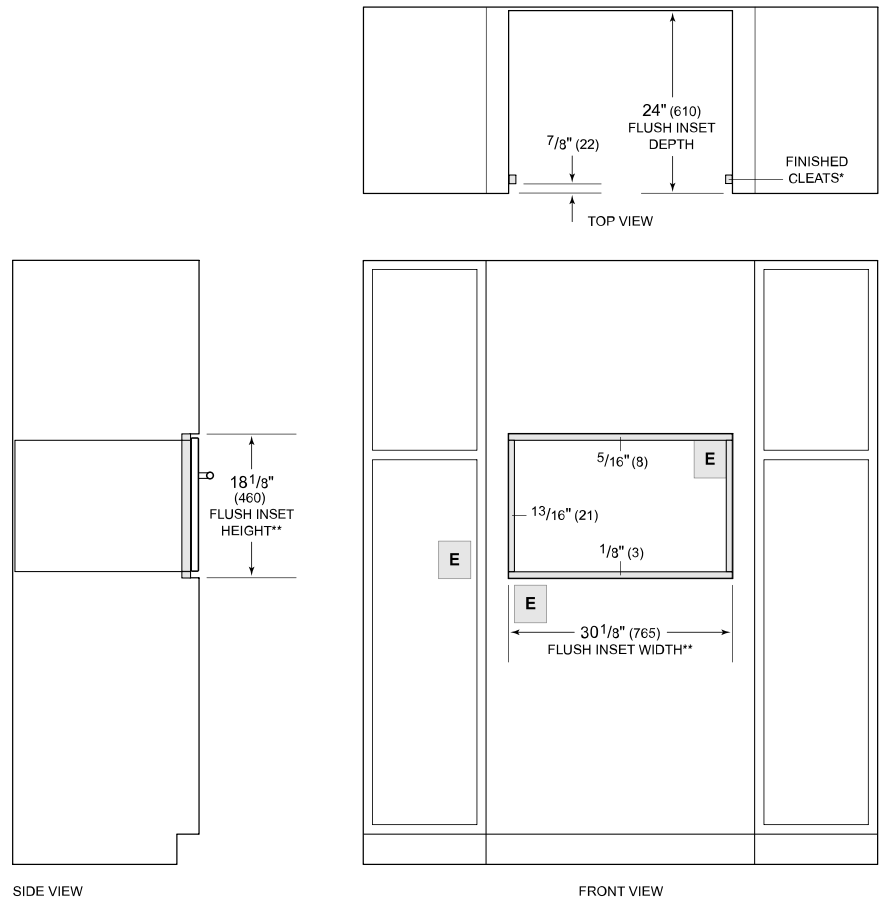 24" (610)
FLUSH INSET
DEPTH
7/8" (22)
FINISHED
CLEATS*
TOP VIEW
18 1/8"
(460)
FLUSH INSET
HEIGHT**
5/16" (8)
E
13/16" (21)
1/8" (3)
E
E
30 1/8" (765)
FLUSH INSET WIDTH**
SIDE VIEW
FRONT VIEW